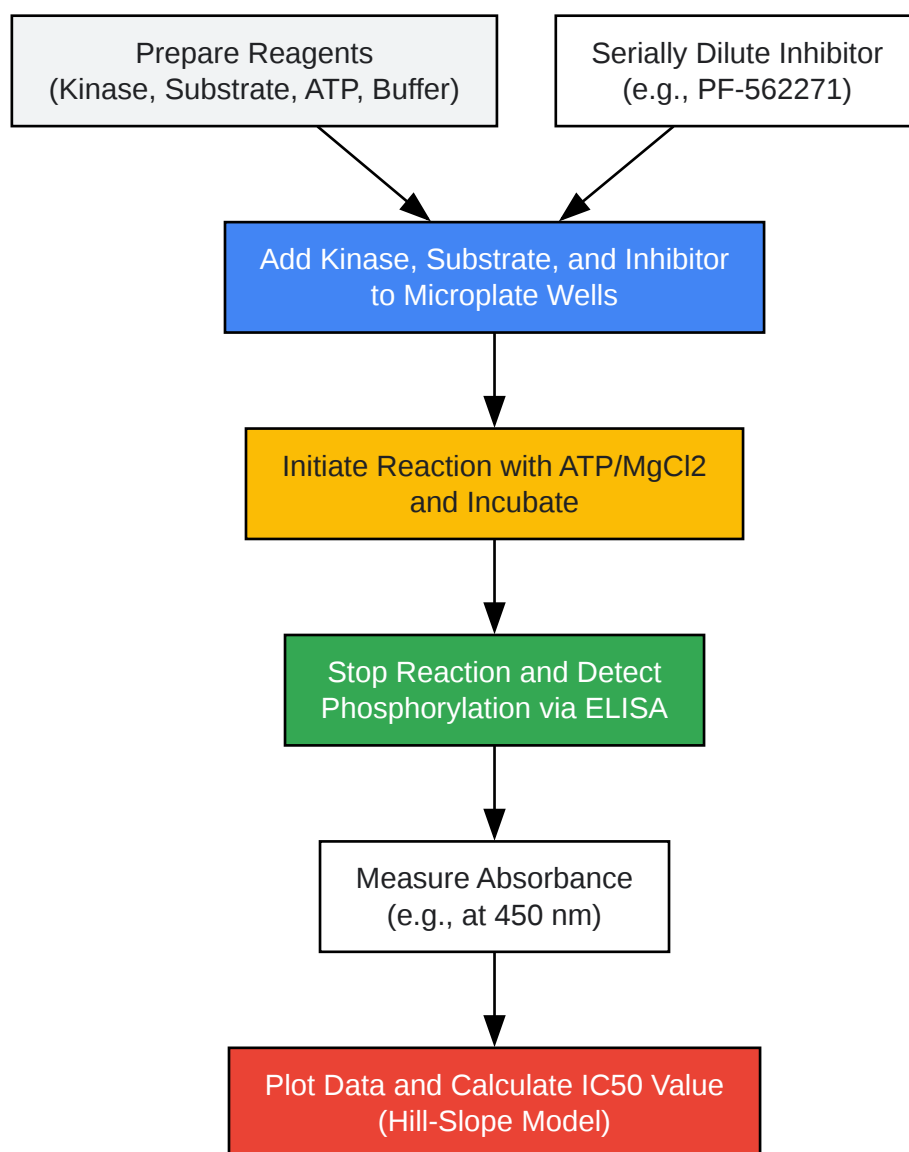 Prepare Reagents
(Kinase, Substrate, ATP, Buffer)
Serially Dilute Inhibitor
(e.g., PF-562271)
Add Kinase, Substrate, and Inhibitor
to Microplate Wells
Initiate Reaction with ATP/MgCl2
and Incubate
Stop Reaction and Detect
Phosphorylation via ELISA
Measure Absorbance
(e.g., at 450 nm)
Plot Data and Calculate IC50 Value
(Hill-Slope Model)